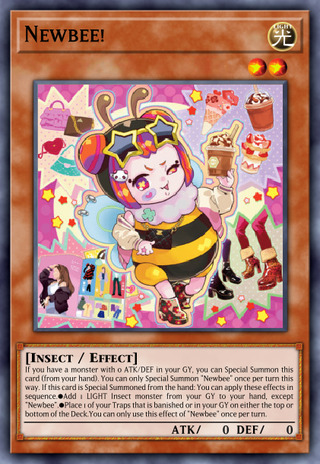 Newbee!
LIGHT
光
[Insect / Effect]
If you have a monster with 0 ATK/DEF in your GY, you can Special Summon this
card (from your hand). You can only Special Summon "Newbee" once per turn this
way. If this card is Special Summoned from the hand: You can apply these effects in
sequence.●Add 1 LIGHT Insect monster from your GY to your hand, except
"Newbee".●Place 1 of your Traps that is banished or in your GY on either the top or
bottom of the Deck.You can only use this effect of "Newbee" once per turn.
ATK/ 0 DEF/ 0